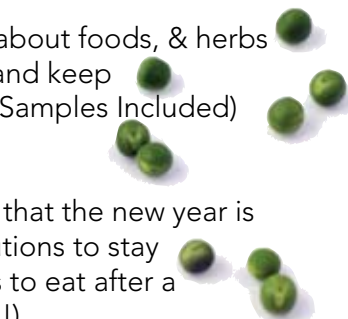 about foods, & herbs
and keep
Samples Included)
that the new year is
tions to stay
s to eat after a